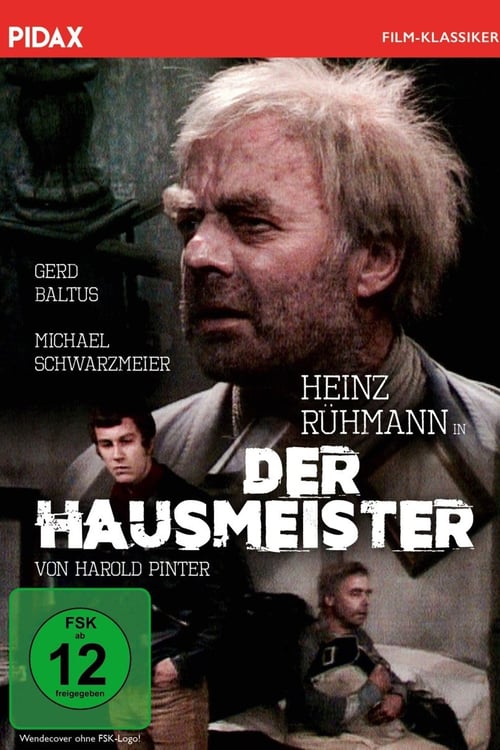 PIDAX
FILM-KLASSIKER
GERD
BALTUS
MICHAEL
SCHWARZMEIER
HEINZ
RÜHMANN IN
DER
HAUSMEISTER
VON HAROLD PINTER
FSK
ab
12
freigegeben
Wendecover ohne FSK-Logo!